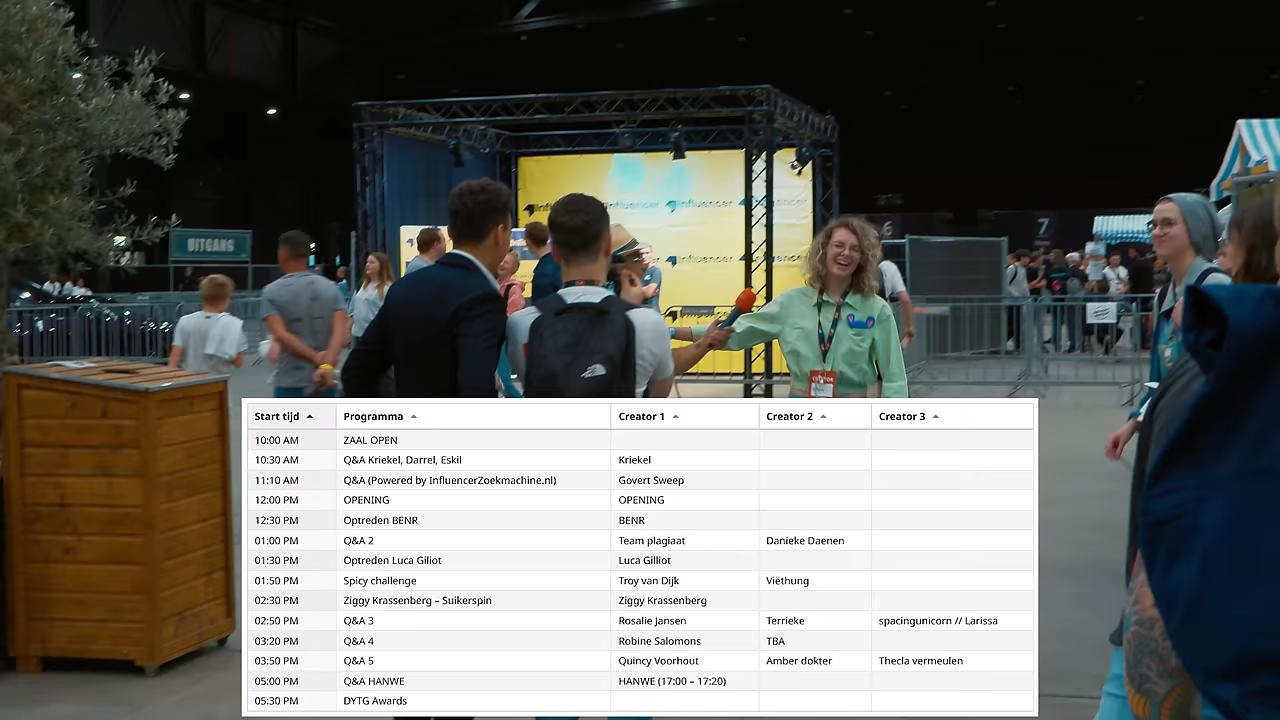 UITGANG
influencer
influencer
influencer
6
7
Start tijd Programma Creator 1 Creator 2 Creator 3
10:00 AM ZAAL OPEN
10:30 AM Q&A Kriekel, Darrel, Eskil Kriekel
11:10 AM Q&A (Powered by InfluencerZoekmachine.nl) Govert Sweep
12:00 PM OPENING OPENING
12:30 PM Optreden BENR BENR
01:00 PM Q&A 2 Team plagiaat Danieke Daenen
01:30 PM Optreden Luca Giliot Luca Gilliot
01:50 PM Spicy challenge Troy van Dijk Viëthung
02:30 PM Ziggy Krassenberg – Suikerspin Ziggy Krassenberg
02:50 PM Q&A 3 Rosalie Jansen Terrieke spacingunicorn // Larissa
03:20 PM Q&A 4 Robine Salomons TBA
03:50 PM Q&A 5 Quincy Voorhout Amber dokter Thecla vermeulen
05:00 PM Q&A HANWE HANWE (17:00 – 17:20)
05:30 PM DYTG Awards